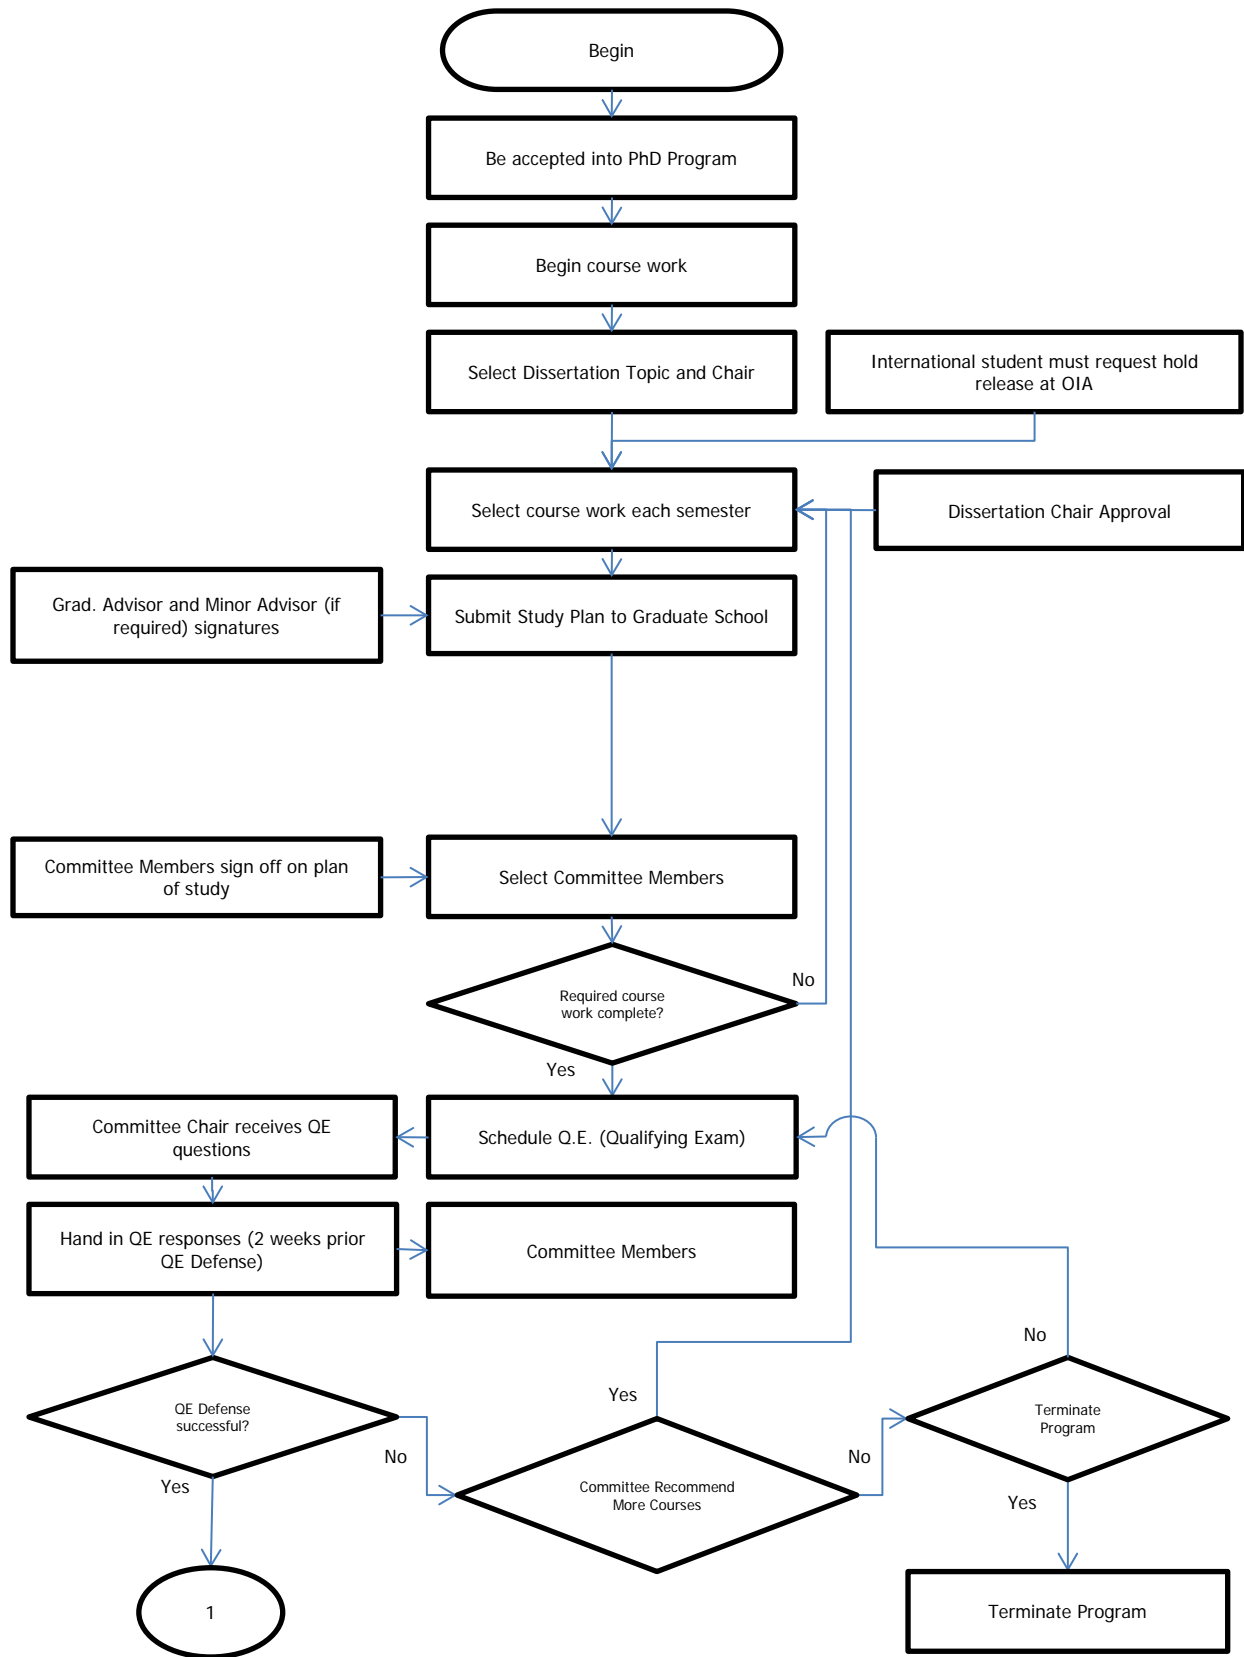 Begin
Be accepted into PhD Program
Begin course work
Select Dissertation Topic and Chair
International student must request hold
release at OIA
Select course work each semester
Dissertation Chair Approval
Grad. Advisor and Minor Advisor (if
required) signatures
Submit Study Plan to Graduate School
Committee Members sign off on plan
of study
Select Committee Members
No
Required course
work complete?
Yes
Committee Chair receives QE
questions
Schedule Q.E. (Qualifying Exam)
Hand in QE responses (2 weeks prior
QE Defense)
Committee Members
No
Yes
QE Defense
successful?
Terminate
Program
No
No
Yes
Committee Recommend
More Courses
Yes
1
Terminate Program